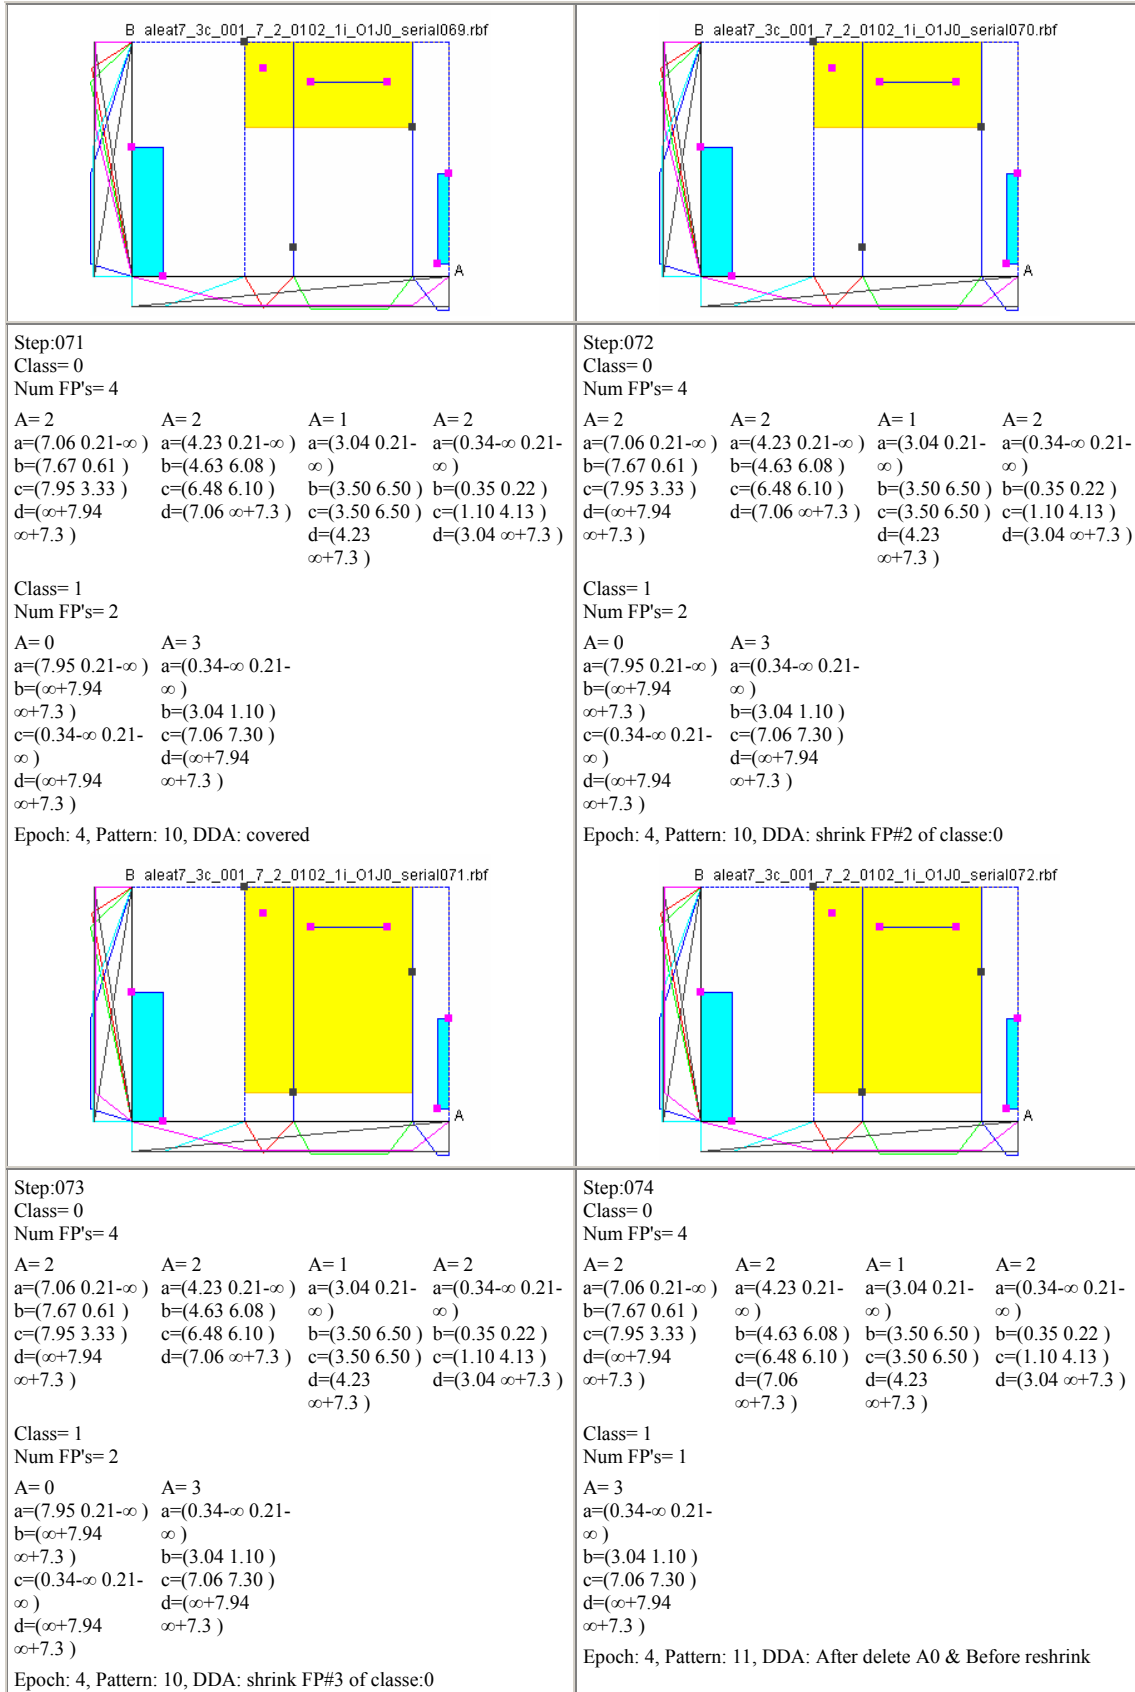 B aleat7_3c_001_7_2_0102_1i_O1J0_serial069.rbf
A
B aleat7_3c_001_7_2_0102_1i_O1J0_serial070.rbf
A
Step:071
Class= 0
Num FP's= 4
A= 2 A= 2 A= 1 A= 2
a=(7.06 0.21-∞ ) a=(4.23 0.21-∞ ) a=(3.04 0.21- a=(0.34-∞ 0.21-
b=(7.67 0.61 ) b=(4.63 6.08 ) ∞ ) ∞ )
c=(7.95 3.33 ) c=(6.48 6.10 ) b=(3.50 6.50 ) b=(0.35 0.22 )
d=(∞+7.94 d=(7.06 ∞+7.3 ) c=(3.50 6.50 ) c=(1.10 4.13 )
∞+7.3 ) d=(4.23 d=(3.04 ∞+7.3 )
∞+7.3 )
Class= 1
Num FP's= 2
A= 0 A= 3
a=(7.95 0.21-∞ ) a=(0.34-∞ 0.21-
b=(∞+7.94 ∞ )
∞+7.3 ) b=(3.04 1.10 )
c=(0.34-∞ 0.21- c=(7.06 7.30 )
∞ ) d=(∞+7.94
d=(∞+7.94 ∞+7.3 )
∞+7.3 )
Epoch: 4, Pattern: 10, DDA: covered
B aleat7_3c_001_7_2_0102_1i_O1J0_serial071.rbf
A
Step:072
Class= 0
Num FP's= 4
A= 2 A= 2 A= 1 A= 2
a=(7.06 0.21-∞ ) a=(4.23 0.21-∞ ) a=(3.04 0.21- a=(0.34-∞ 0.21-
b=(7.67 0.61 ) b=(4.63 6.08 ) ∞ ) ∞ )
c=(7.95 3.33 ) c=(6.48 6.10 ) b=(3.50 6.50 ) b=(0.35 0.22 )
d=(∞+7.94 d=(7.06 ∞+7.3 ) c=(3.50 6.50 ) c=(1.10 4.13 )
∞+7.3 ) d=(4.23 d=(3.04 ∞+7.3 )
∞+7.3 )
Class= 1
Num FP's= 2
A= 0 A= 3
a=(7.95 0.21-∞ ) a=(0.34-∞ 0.21-
b=(∞+7.94 ∞ )
∞+7.3 ) b=(3.04 1.10 )
c=(0.34-∞ 0.21- c=(7.06 7.30 )
∞ ) d=(∞+7.94
d=(∞+7.94 ∞+7.3 )
∞+7.3 )
Epoch: 4, Pattern: 10, DDA: shrink FP#2 of classe:0
B aleat7_3c_001_7_2_0102_1i_O1J0_serial072.rbf
A
Step:073
Class= 0
Num FP's= 4
A= 2 A= 2 A= 1 A= 2
a=(7.06 0.21-∞ ) a=(4.23 0.21-∞ ) a=(3.04 0.21- a=(0.34-∞ 0.21-
b=(7.67 0.61 ) b=(4.63 6.08 ) ∞ ) ∞ )
c=(7.95 3.33 ) c=(6.48 6.10 ) b=(3.50 6.50 ) b=(0.35 0.22 )
d=(∞+7.94 d=(7.06 ∞+7.3 ) c=(3.50 6.50 ) c=(1.10 4.13 )
∞+7.3 ) d=(4.23 d=(3.04 ∞+7.3 )
∞+7.3 )
Class= 1
Num FP's= 2
A= 0 A= 3
a=(7.95 0.21-∞ ) a=(0.34-∞ 0.21-
b=(∞+7.94 ∞ )
∞+7.3 ) b=(3.04 1.10 )
c=(0.34-∞ 0.21- c=(7.06 7.30 )
∞ ) d=(∞+7.94
d=(∞+7.94 ∞+7.3 )
∞+7.3 )
Epoch: 4, Pattern: 10, DDA: shrink FP#3 of classe:0
Step:074
Class= 0
Num FP's= 4
A= 2 A= 2 A= 1 A= 2
a=(7.06 0.21-∞ ) a=(4.23 0.21- a=(3.04 0.21- a=(0.34-∞ 0.21-
b=(7.67 0.61 ) ∞ ) ∞ ) ∞ )
c=(7.95 3.33 ) b=(4.63 6.08 ) b=(3.50 6.50 ) b=(0.35 0.22 )
d=(∞+7.94 c=(6.48 6.10 ) c=(3.50 6.50 ) c=(1.10 4.13 )
∞+7.3 ) d=(7.06 d=(4.23 d=(3.04 ∞+7.3 )
∞+7.3 ) ∞+7.3 )
Class= 1
Num FP's= 1
A= 3
a=(0.34-∞ 0.21-
∞ )
b=(3.04 1.10 )
c=(7.06 7.30 )
d=(∞+7.94
∞+7.3 )
Epoch: 4, Pattern: 11, DDA: After delete A0 & Before reshrink